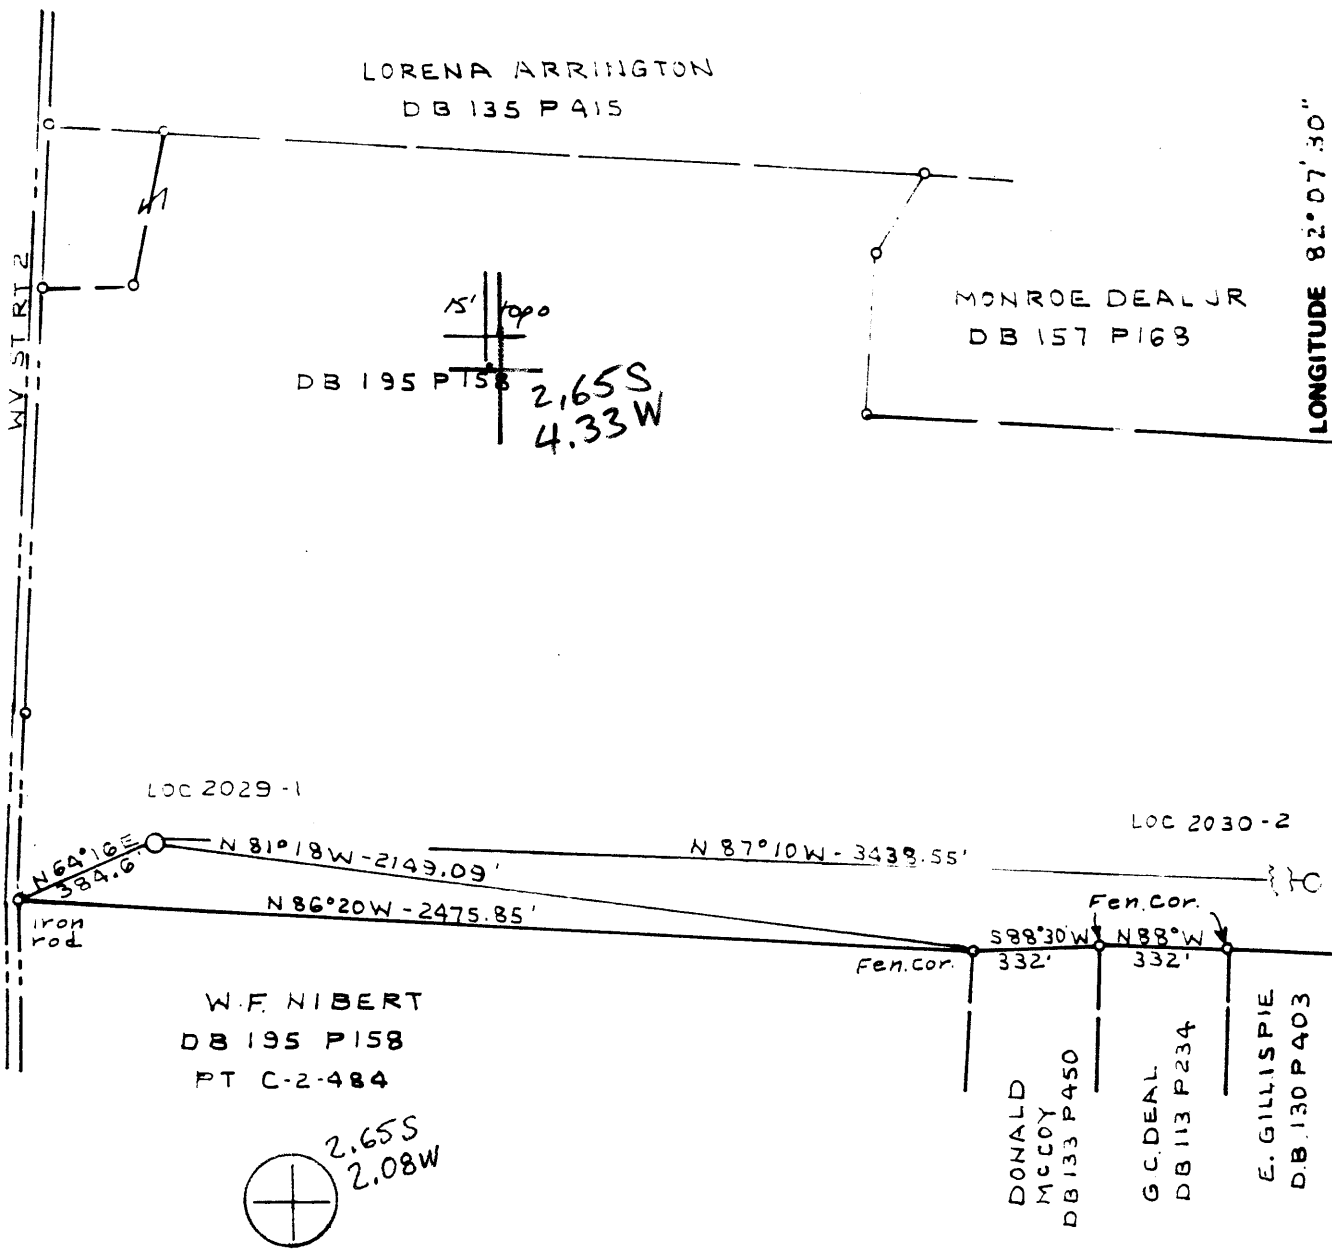 LORENA ARRINGTON
DB 135 P 415
LONGITUDE 82° 07' 30"
WV ST RT 2
15' topo
MONROE DEAL JR
DB 157 P168
DB 195 P158
2.65S
4.33W
LOC 2029-1
LOC 2030-2
N64°16E
384.6'
N 81°18W-2149.09'
N 87°10W-3438.55'
N 86°20W-2475.85'
iron
rod
Fen.Cor.
Fen.Cor.
S88°30'W
332'
N88°W
332'
W.F. NIBERT
DB 195 P158
PT C-2-484
2.65S
2.08W
DONALD
MCCOY
DB 133 P450
G.C. DEAL
DB 113 P234
E. GILLISPIE
D.B. 130 P403